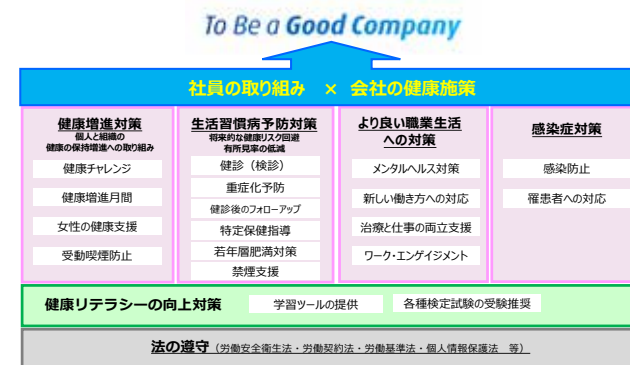 To Be a Good Company
社員の取り組み × 会社の健康施策
健康増進対策
個人と組織の
健康の保持増進への取り組み
健康チャレンジ
健康増進月間
女性の健康支援
受動喫煙防止
生活習慣病予防対策
将来的な健康リスク回避
有所見率の低減
健診（検診）
重症化予防
健診後のフォローアップ
特定保健指導
若年層肥満対策
禁煙支援
より良い職業生活
への対策
メンタルヘルス対策
新しい働き方への対応
治療と仕事の両立支援
ワーク・エンゲイジメント
感染症対策
感染防止
罹患者への対応
健康リテラシーの向上対策
学習ツールの提供
各種検定試験の受験推奨
法の遵守（労働安全衛生法・労働契約法・労働基準法・個人情報保護法　等）